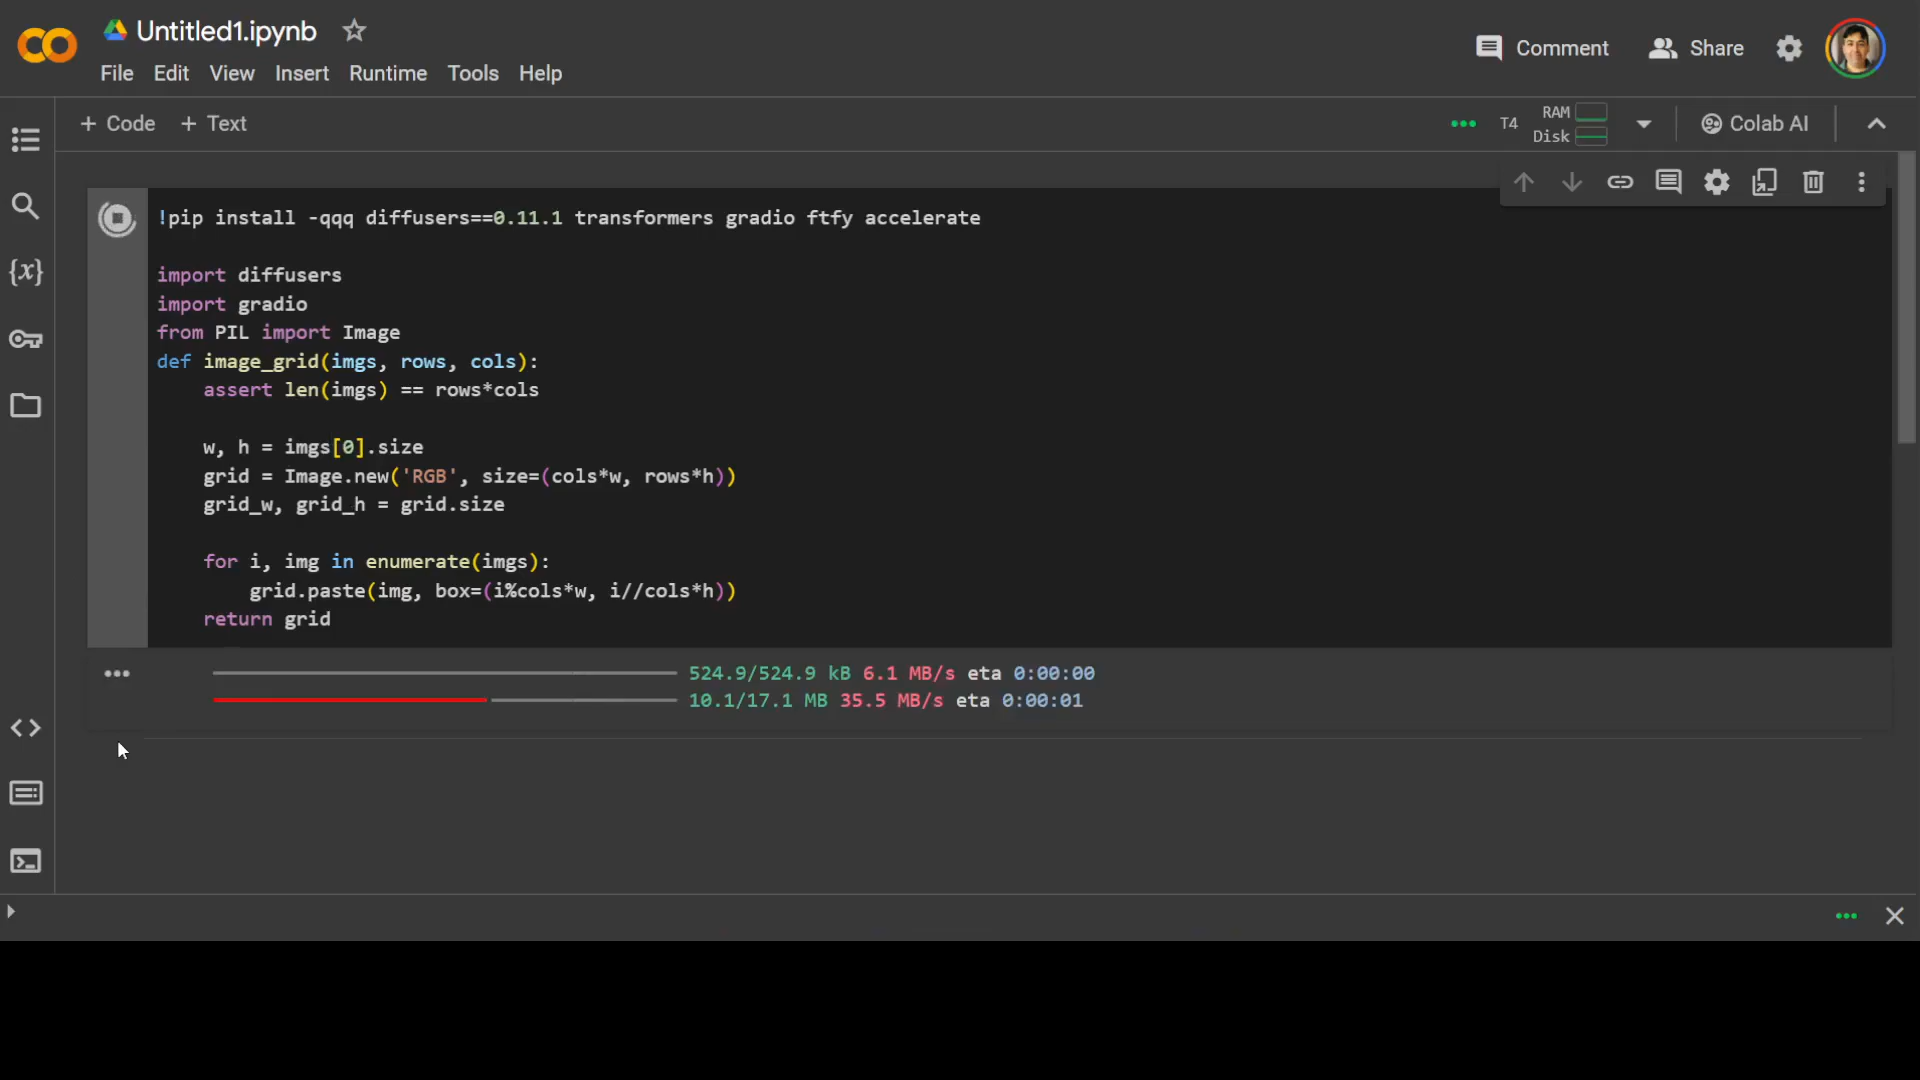 Untitled1.ipynb
File Edit View Insert Runtime Tools Help
Comment Share
+ Code + Text
T4 RAM Disk Colab AI
!pip install -qqq diffusers==0.11.1 transformers gradio ftfy accelerate
import diffusers
import gradio
from PIL import Image
def image_grid(imgs, rows, cols):
    assert len(imgs) == rows*cols
    w, h = imgs[0].size
    grid = Image.new('RGB', size=(cols*w, rows*h))
    grid_w, grid_h = grid.size
    for i, img in enumerate(imgs):
        grid.paste(img, box=(i%cols*w, i//cols*h))
    return grid
524.9/524.9 kB 6.1 MB/s eta 0:00:00
10.1/17.1 MB 35.5 MB/s eta 0:00:01